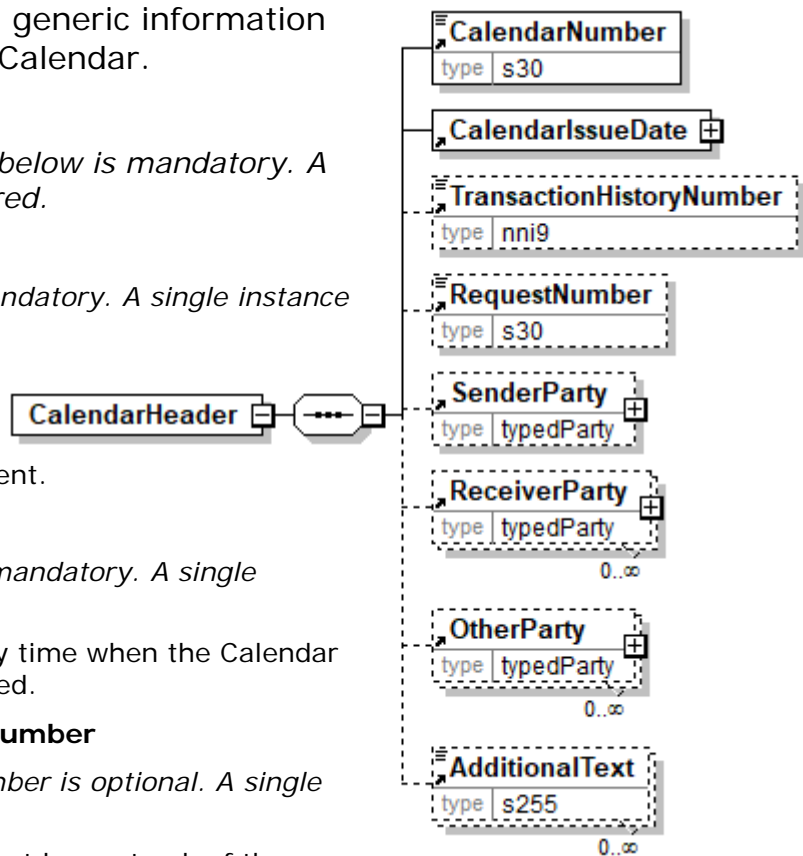 generic information
Calendar.
below is mandatory. A
red.
ndatory. A single instance
ent.
mandatory. A single
y time when the Calendar
ed.
umber
nber is optional. A single
CalendarHeader
CalendarNumber
type s30
CalendarIssueDate
TransactionHistoryNumber
type nni9
RequestNumber
type s30
SenderParty
type typedParty
ReceiverParty
type typedParty
0..∞
OtherParty
type typedParty
0..∞
AdditionalText
type s255
0..∞